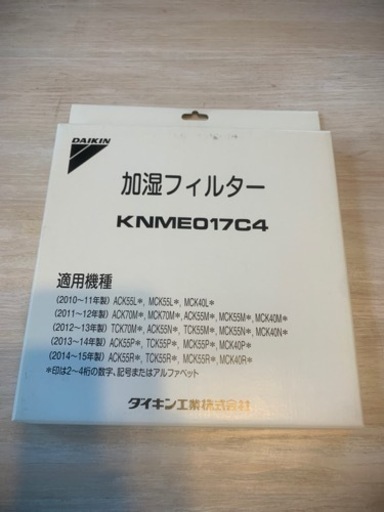 DAIKIN
加湿フィルター
KNME017C4
適用機種
(2010〜11年製) ACK55L＊, MCK55L＊, MCK40L＊
(2011〜12年製) ACK70M＊, MCK70M＊, ACK55M＊, MCK55M＊, MCK40M＊
(2012〜13年製) TCK70M＊, ACK55N＊, TCK55M＊, MCK55N＊, MCK40N＊
(2013〜14年製) ACK55P＊, TCK55P＊, MCK55P＊, MCK40P＊
(2014〜15年製) ACK55R＊, TCK55R＊, MCK55R＊, MCK40R＊
＊印は2〜4桁の数字、記号またはアルファベット
ダイキン工業株式会社